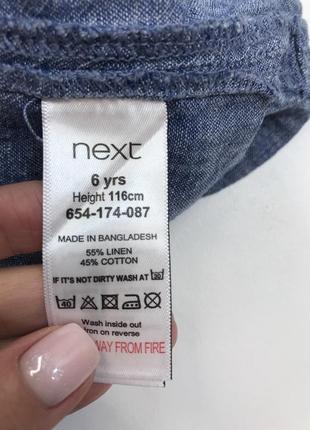 next
6 yrs
Height 116cm
654-174-087
MADE IN BANGLADESH
55% LINEN
45% COTTON
IF IT'S NOT DIRTY WASH AT 30
40
Wash inside out
iron on reverse
AWAY FROM FIRE